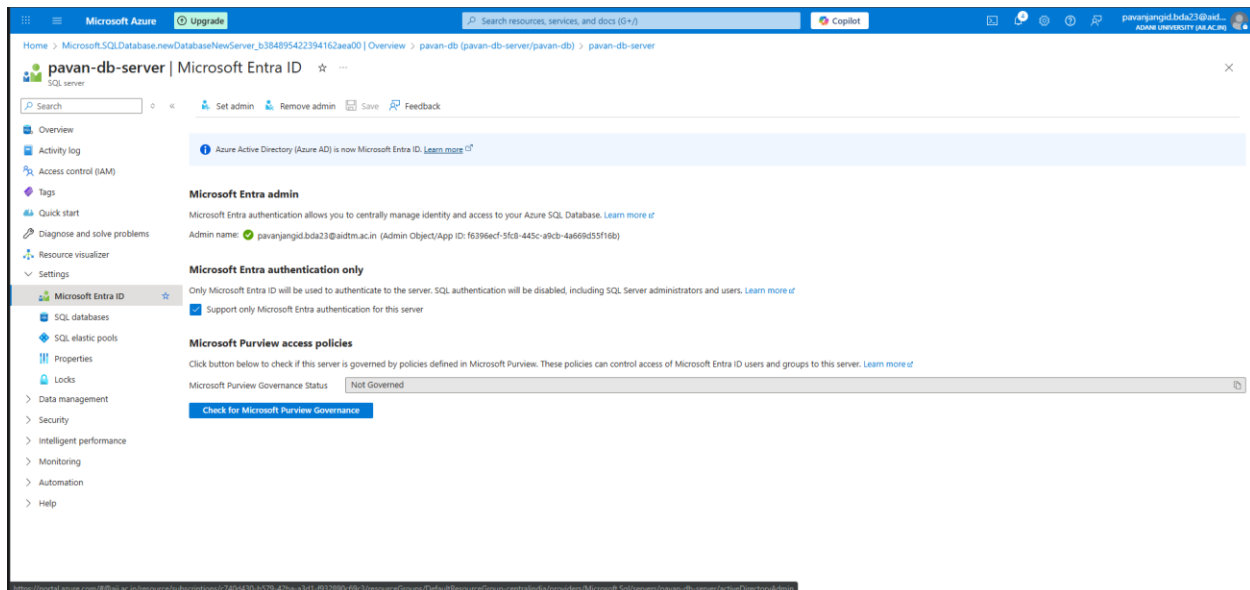 Microsoft Azure
Upgrade
Search resources, services, and docs (G+/)
Copilot
4
pavanjangid.bda23@aid...
ADANI UNIVERSITY (AII.AC.IN)
Home > Microsoft.SQLDatabase.newDatabaseNewServer_b384895422394162aea00 | Overview > pavan-db (pavan-db-server/pavan-db) > pavan-db-server
pavan-db-server | Microsoft Entra ID
SQL server
Search
Set admin Remove admin Save Feedback
Overview
Activity log
Access control (IAM)
Tags
Quick start
Diagnose and solve problems
Resource visualizer
Settings
Microsoft Entra ID
SQL databases
SQL elastic pools
Properties
Locks
Data management
Security
Intelligent performance
Monitoring
Automation
Help
Azure Active Directory (Azure AD) is now Microsoft Entra ID. Learn more
Microsoft Entra admin
Microsoft Entra authentication allows you to centrally manage identity and access to your Azure SQL Database. Learn more
Admin name: pavanjangid.bda23@aidtm.ac.in (Admin Object/App ID: f6396ecf-5fc8-445c-a9cb-4a669d55f16b)
Microsoft Entra authentication only
Only Microsoft Entra ID will be used to authenticate to the server. SQL authentication will be disabled, including SQL Server administrators and users. Learn more
Support only Microsoft Entra authentication for this server
Microsoft Purview access policies
Click button below to check if this server is governed by policies defined in Microsoft Purview. These policies can control access of Microsoft Entra ID users and groups to this server. Learn more
Microsoft Purview Governance Status Not Governed
Check for Microsoft Purview Governance